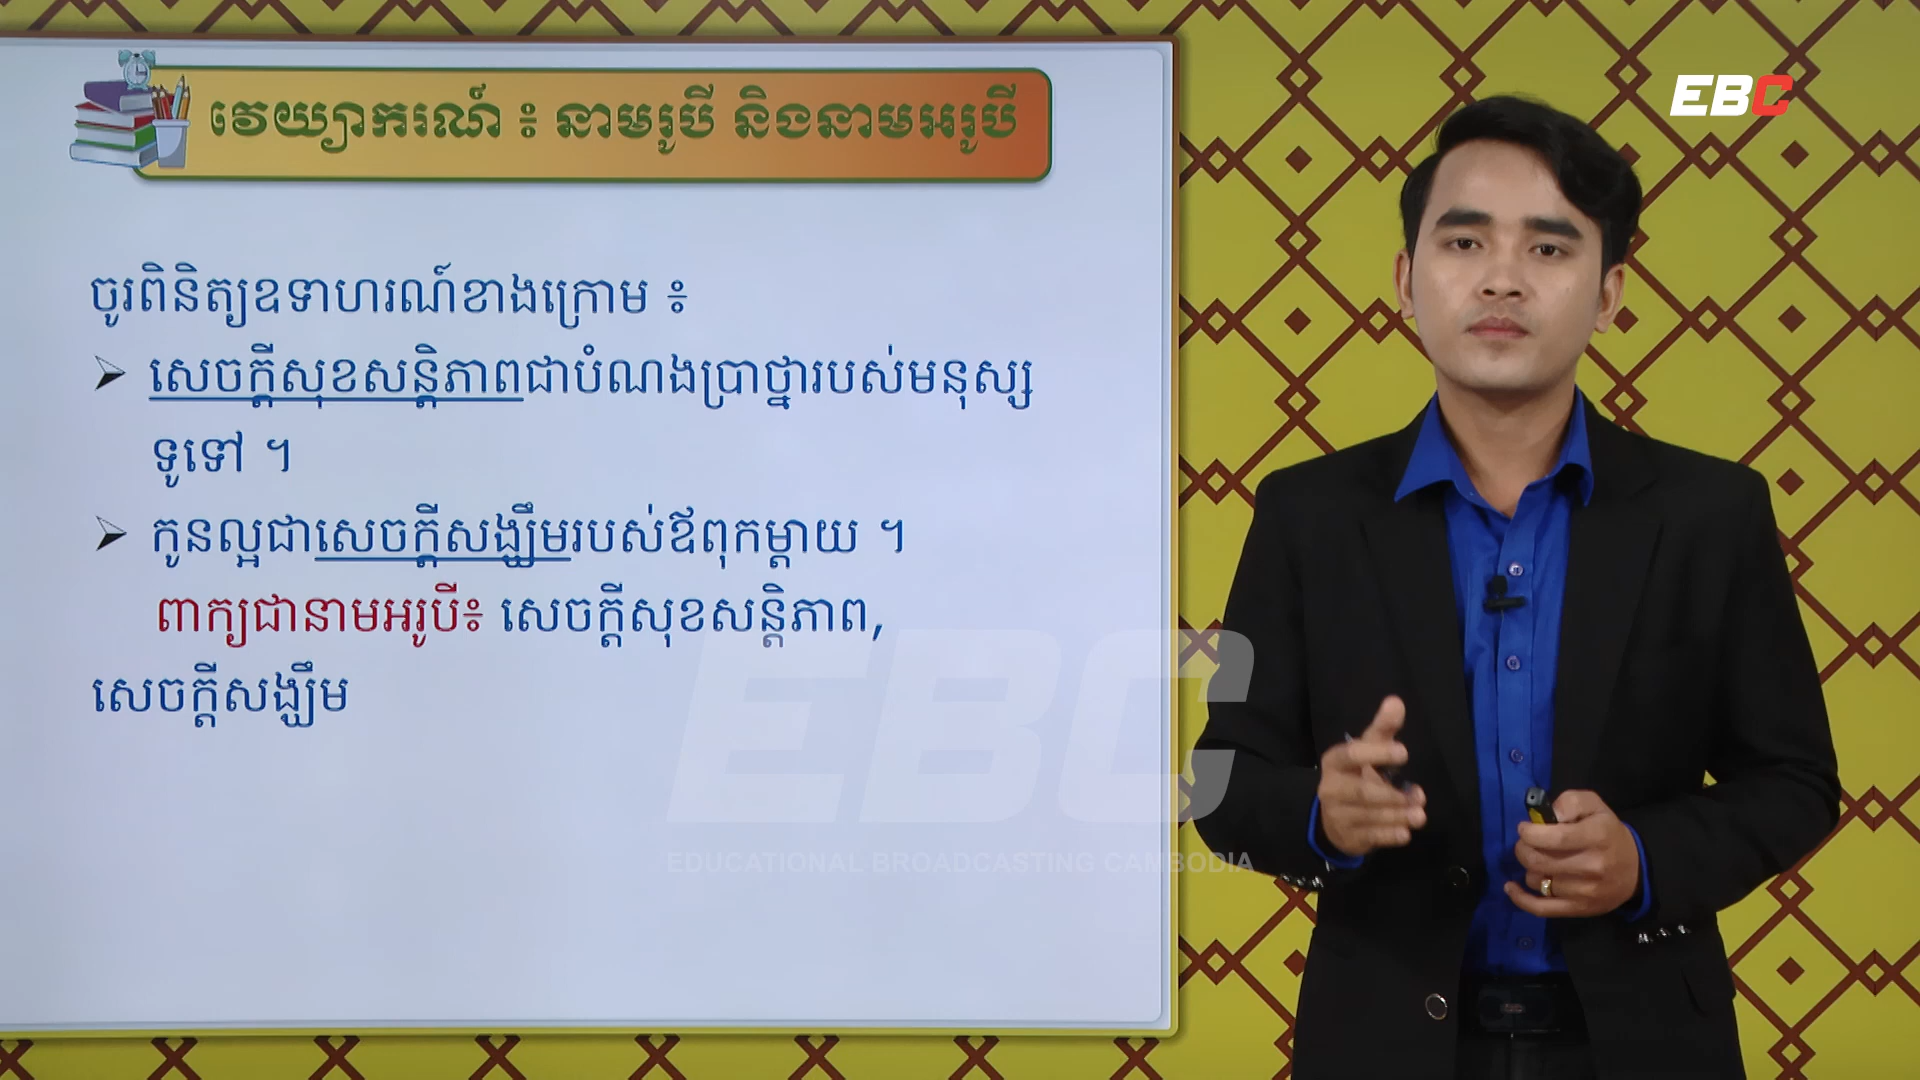 វេយ្យាករណ៍ ៖ នាមរូបី និងនាមអរូបី
EBC
ចូរពិនិត្យឧទាហរណ៍ខាងក្រោម ៖
➢ សេចក្ដីសុខសន្តិភាពជាបំណងប្រាថ្នារបស់មនុស្ស
ទូទៅ ។
➢ កូនល្អជាសេចក្ដីសង្ឃឹមរបស់ឪពុកម្ដាយ ។
ពាក្យជានាមអរូបី៖ សេចក្ដីសុខសន្តិភាព,
សេចក្ដីសង្ឃឹម
EBC
EDUCATIONAL BROADCASTING CAMBODIA